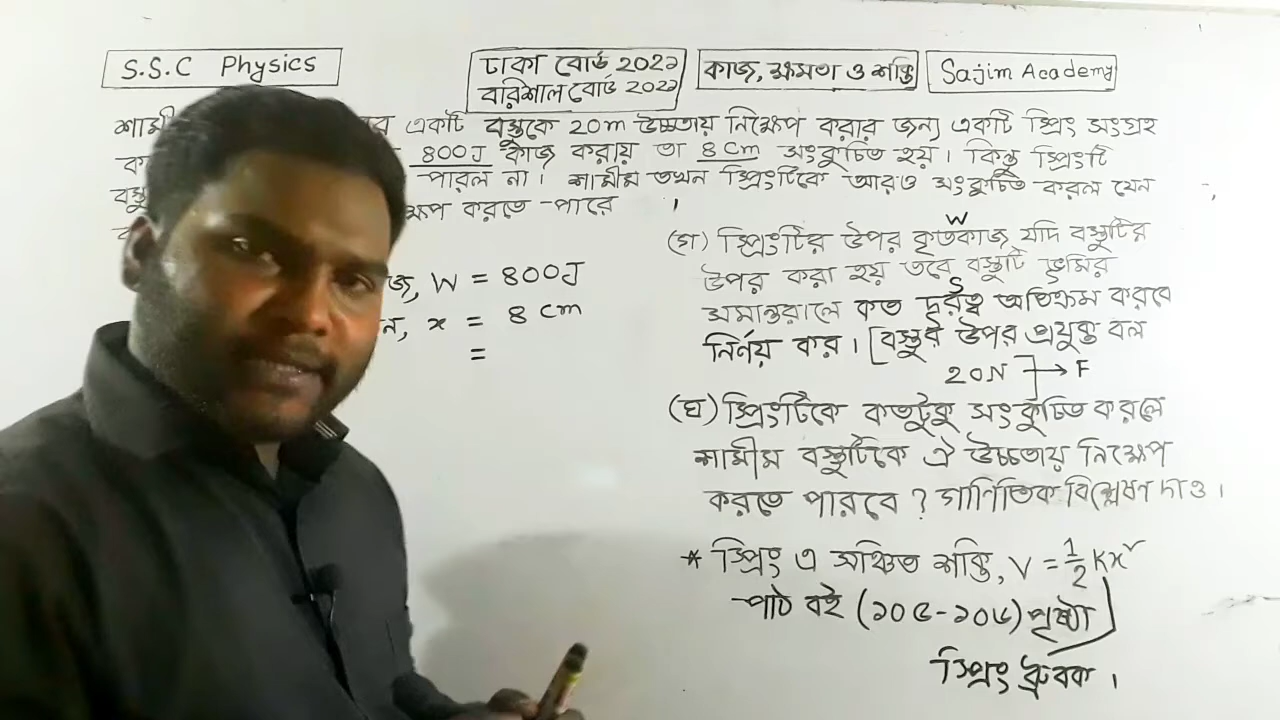 S.S.C Physics
ঢাকা বোর্ড ২০২১
বরিশাল বোর্ড ২০২১
কাজ, ক্ষমতা ও শক্তি
Sajim Academy
একটি বস্তুকে 20m উচ্চতায় নিক্ষেপ করার জন্য একটি স্প্রিং সংগ্রহ
800J কাজ করায় তা 8 cm সংকুচিত হয়। কিন্তু স্প্রিংটি
পারল না। শামীম তখন স্প্রিংটিকে আরও সংকুচিত করল যেন
করতে পারে
W = 800J
x = 8 cm
=
W
(গ) স্প্রিংটির উপর কৃতকাজ যদি বস্তুটির
উপর করা হয় তবে বস্তুটি ভূমির
S
সমান্তরালে কত দূরত্ব অতিক্রম করবে
নির্ণয় কর। [বস্তুর উপর প্রযুক্ত বল
20N ] → F
(ঘ) স্প্রিংটিকে কতটুকু সংকুচিত করলে
শামীম বস্তুটিকে ঐ উচ্চতায় নিক্ষেপ
করতে পারবে? গাণিতিক বিশ্লেষণ দাও।
* স্প্রিং এ সঞ্চিত শক্তি, V = ½ Kx²
পাঠ বই (১০৫-১০৬) পৃষ্ঠা
স্প্রিং ধ্রুবক।